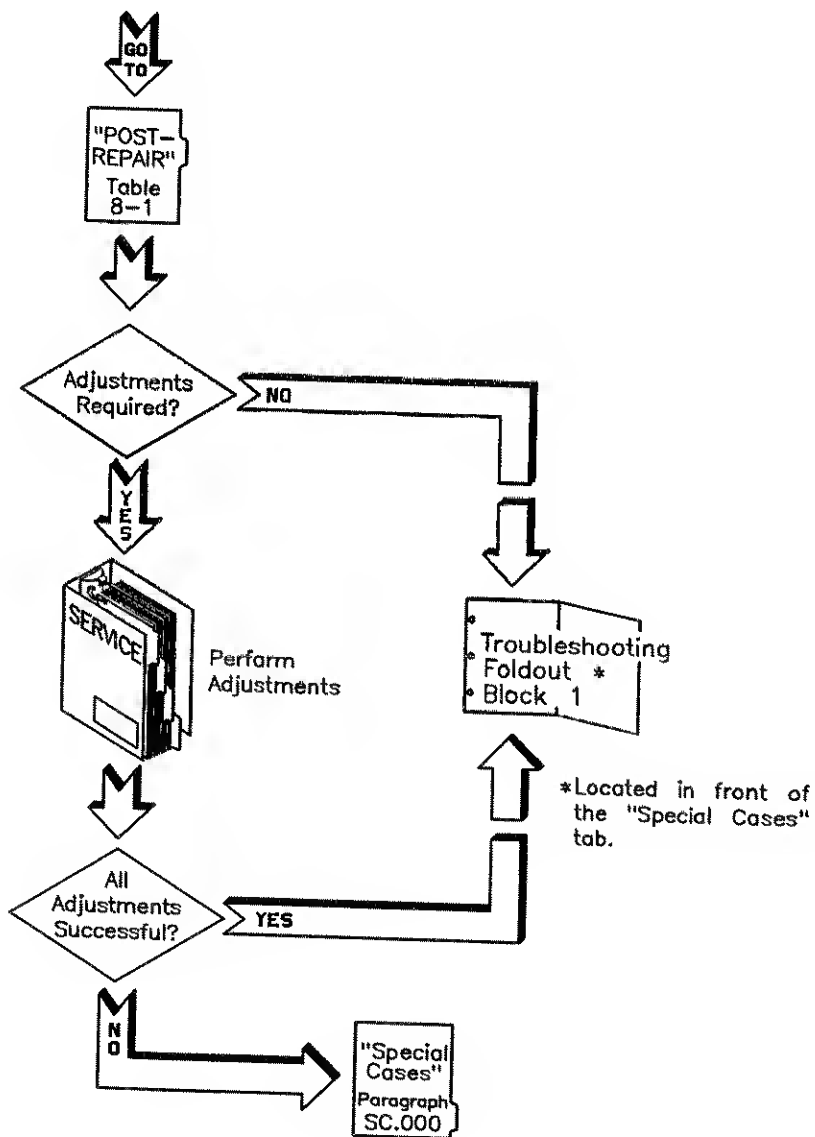 GO
TO
"POST-
REPAIR"
Table
8-1
Adjustments
Required?
NO
YES
SERVICE
Perform
Adjustments
Troubleshooting
Foldout *
Block 1
*Located in front of
the "Special Cases"
tab.
All
Adjustments
Successful?
YES
NO
"Special
Cases"
Paragraph
SC.000